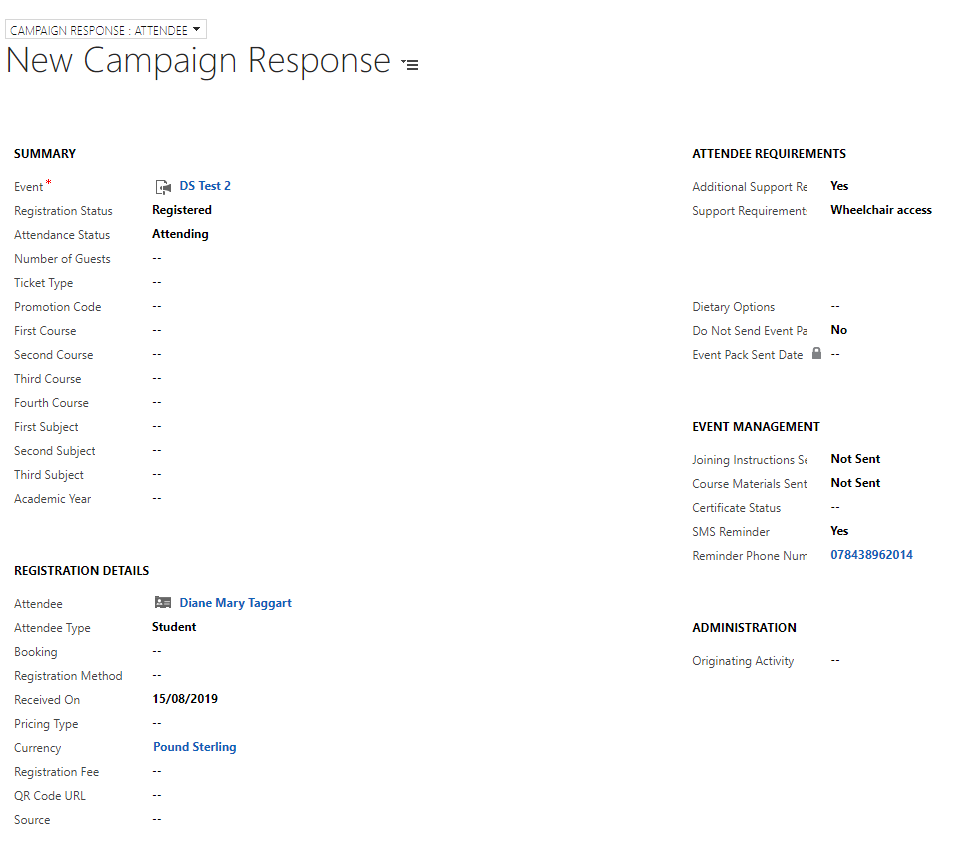 CAMPAIGN RESPONSE : ATTENDEE
New Campaign Response
SUMMARY
Event*
DS Test 2
Registration Status
Registered
Attendance Status
Attending
Number of Guests
--
Ticket Type
--
Promotion Code
--
First Course
--
Second Course
--
Third Course
--
Fourth Course
--
First Subject
--
Second Subject
--
Third Subject
--
Academic Year
--
REGISTRATION DETAILS
Attendee
Diane Mary Taggart
Attendee Type
Student
Booking
--
Registration Method
--
Received On
15/08/2019
Pricing Type
--
Currency
Pound Sterling
Registration Fee
--
QR Code URL
--
Source
--
ATTENDEE REQUIREMENTS
Additional Support Re
Yes
Support Requirement
Wheelchair access
Dietary Options
--
Do Not Send Event Pa
No
Event Pack Sent Date
--
EVENT MANAGEMENT
Joining Instructions Se
Not Sent
Course Materials Sent
Not Sent
Certificate Status
--
SMS Reminder
Yes
Reminder Phone Num
078438962014
ADMINISTRATION
Originating Activity
--